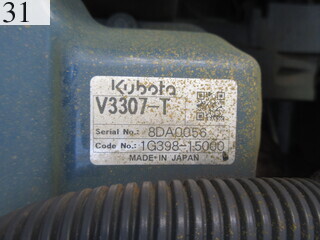 31
Kubota
V3307-T
Serial No.: 8DA0056
Code No.: 1G398-15000
MADE IN JAPAN